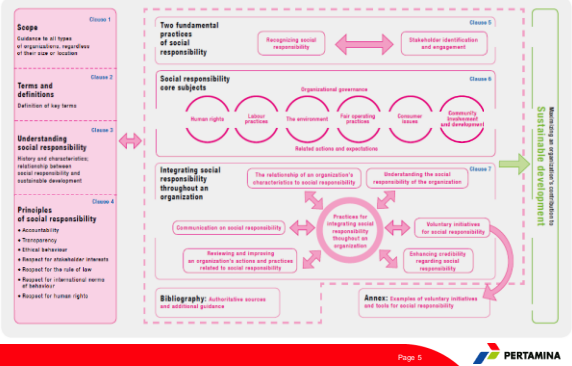 Clause 1
Scope
Guidance to all types
of organizations, regardless
of their size or location
Clause 2
Terms and
definitions
Definition of key terms
Clause 3
Understanding
social responsibility
History and characteristics;
relationship between
social responsibility and
sustainable development
Clause 4
Principles
of social responsibility
• Accountability
• Transparency
• Ethical behaviour
• Respect for stakeholder interests
• Respect for the rule of law
• Respect for international norms
of behaviour
• Respect for human rights
Clause 5
Two fundamental
practices
of social
responsibility
Recognizing social
responsibility
Stakeholder identification
and engagement
Clause 6
Social responsibility
core subjects
Organizational governance
Human rights
Labour
practices
The environment
Fair operating
practices
Consumer
issues
Community
involvement
and development
Related actions and expectations
Clause 7
Integrating social
responsibility
throughout an
organization
The relationship of an organization's
characteristics to social responsibility
Understanding the social
responsibility of the organization
Communication on social responsibility
Practices for
integrating social
responsibility
throughout an
organization
Voluntary initiatives
for social responsibility
Reviewing and improving
an organization's actions and practices
related to social responsibility
Enhancing credibility
regarding social
responsibility
Bibliography: Authoritative sources
and additional guidance
Annex: Examples of voluntary initiatives
and tools for social responsibility
Maximizing an organization's contribution to
Sustainable development
Page 5
PERTAMINA